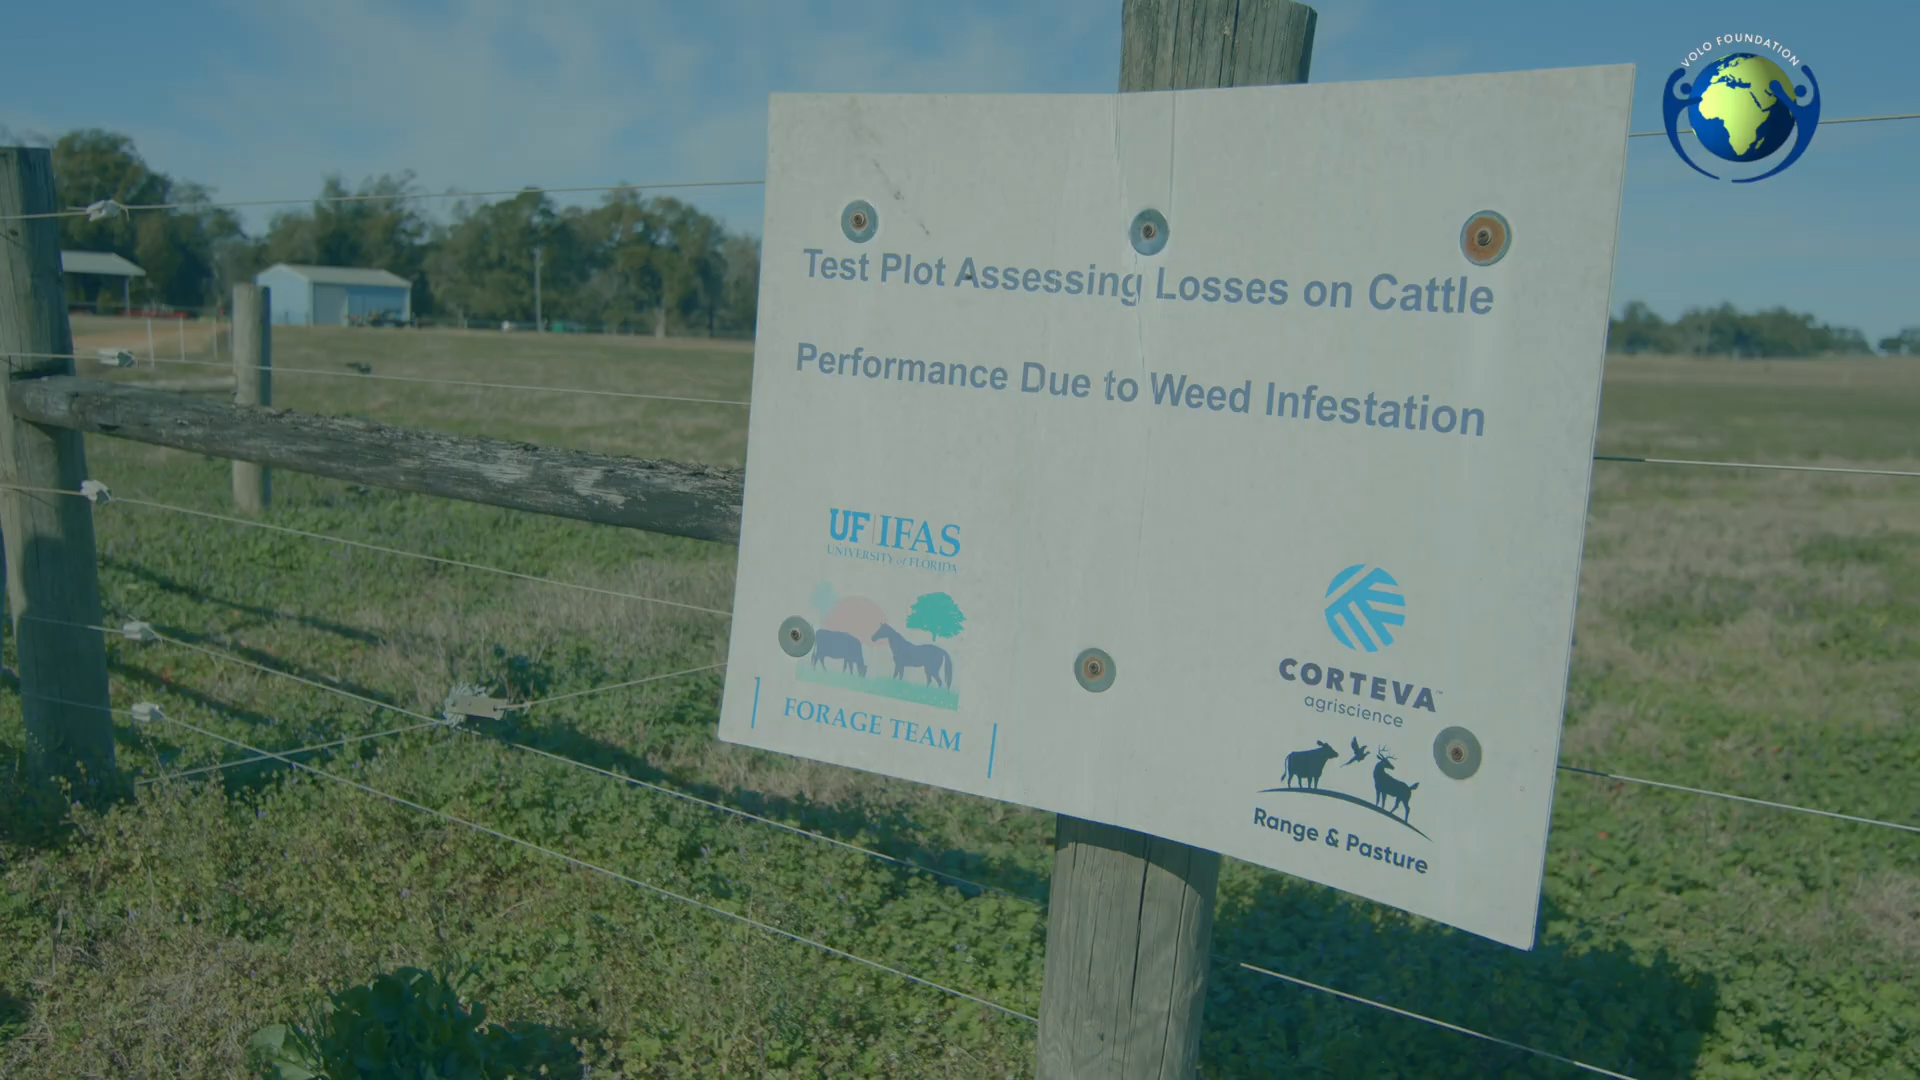 VOLO FOUNDATION
Test Plot Assessing Losses on Cattle
Performance Due to Weed Infestation
UF|IFAS
UNIVERSITY of FLORIDA
FORAGE TEAM
CORTEVA™
agriscience
Range & Pasture